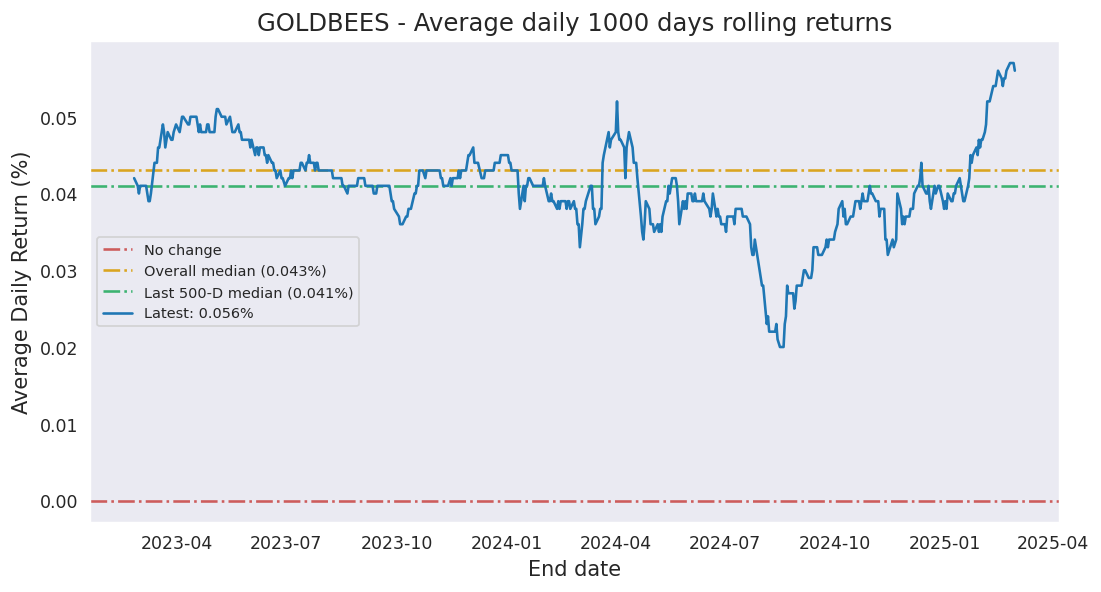 GOLDBEES - Average daily 1000 days rolling returns
Average Daily Return (%)
0.05
0.04
0.03
0.02
0.01
0.00
No change
Overall median (0.043%)
Last 500-D median (0.041%)
Latest: 0.056%
2023-04 2023-07 2023-10 2024-01 2024-04 2024-07 2024-10 2025-01 2025-04
End date